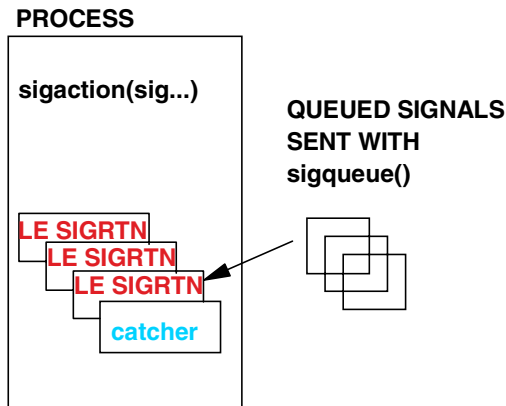 PROCESS
sigaction(sig...)
QUEUED SIGNALS
SENT WITH
sigqueue()
LE SIGRTN
LE SIGRTN
LE SIGRTN
catcher